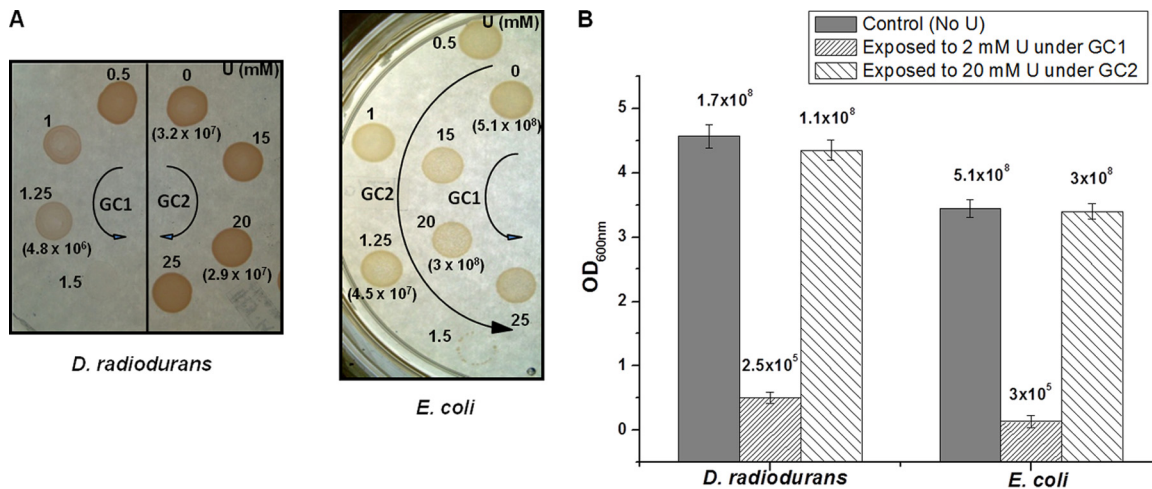 A
U (mM)
0.5
0
1
(3.2 x 10⁷)
15
GC1
GC2
1.25
(4.8 x 10⁶)
20
(2.9 x 10⁷)
25
1.5
D. radiodurans
U (mM)
0.5
0
1
(5.1 x 10⁸)
15
GC2
GC1
20
1.25
(3 x 10⁸)
(4.5 x 10⁷)
25
1.5
E. coli
B
Control (No U)
Exposed to 2 mM U under GC1
Exposed to 20 mM U under GC2
OD600nm
5
4
3
2
1
0
1.7x10⁸
1.1x10⁸
2.5x10⁵
5.1x10⁸
3x10⁸
3x10⁵
D. radiodurans
E. coli